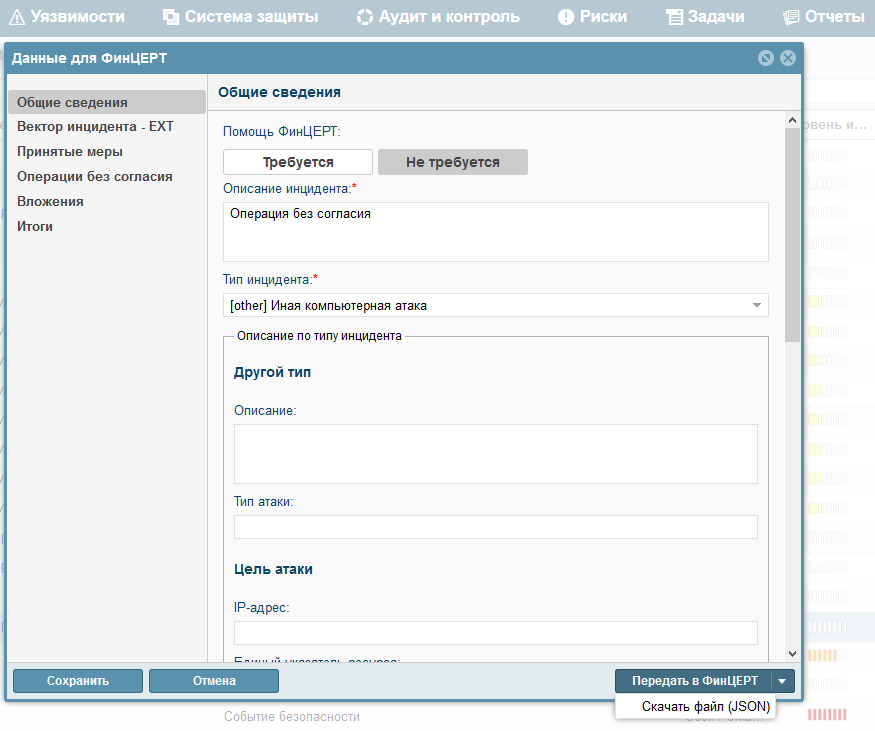 Уязвимости Система защиты Аудит и контроль Риски Задачи Отчеты
Данные для ФинЦЕРТ
Общие сведения
Вектор инцидента - EXT
Принятые меры
Операции без согласия
Вложения
Итоги
Общие сведения
Помощь ФинЦЕРТ:
Требуется Не требуется
Описание инцидента:*
Операция без согласия
Тип инцидента:*
[other] Иная компьютерная атака
Описание по типу инцидента
Другой тип
Описание:
Тип атаки:
Цель атаки
IP-адрес:
Единый указатель ресурса:
Сохранить Отмена Передать в ФинЦЕРТ
Скачать файл (JSON)
Событие безопасности